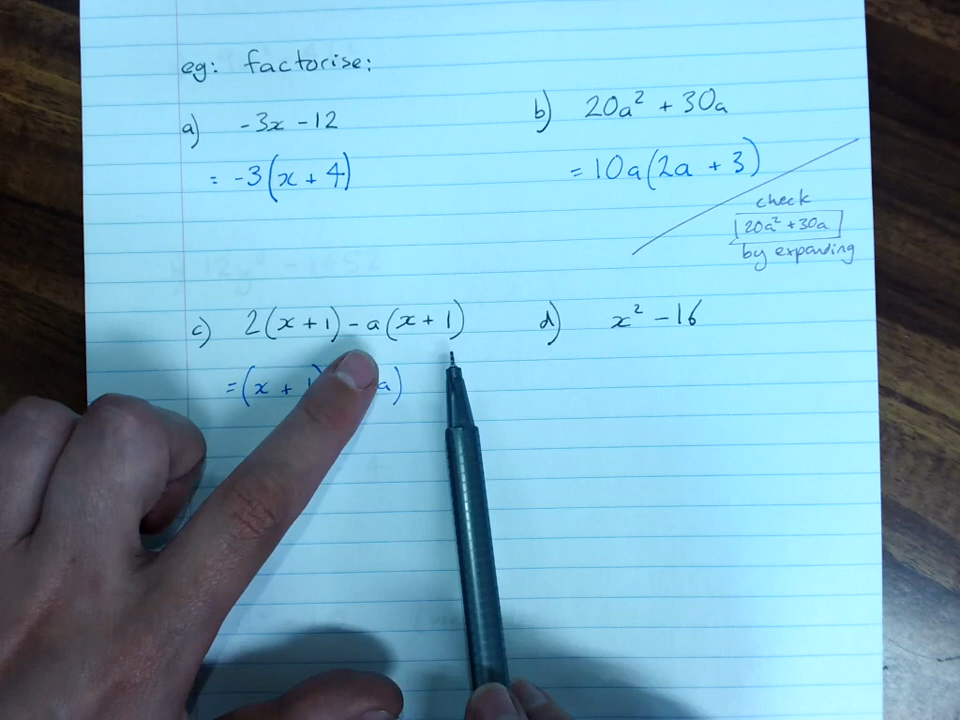 eg: factorise:
a) -3x -12
= -3(x + 4)
b) 20a² + 30a
= 10a(2a + 3)
check
20a² + 30a
by expanding
c) 2(x+1) - a(x+1)
= (x + 1) a)
d) x² - 16